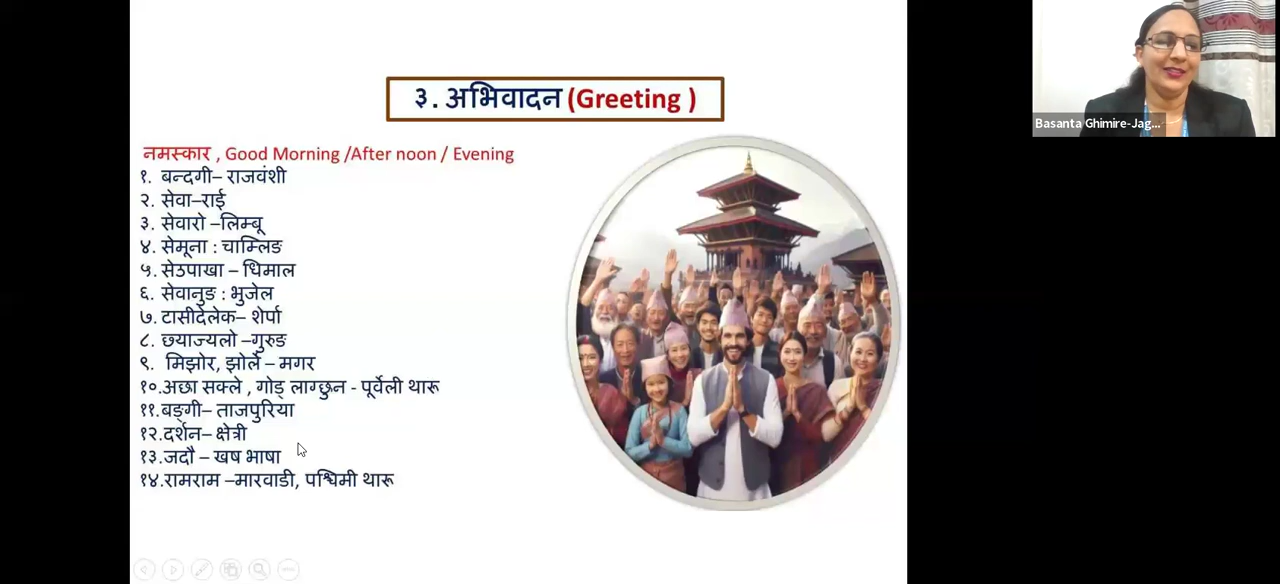 ३. अभिवादन (Greeting )
नमस्कार , Good Morning /After noon / Evening
१. बन्दगी– राजवंशी
२. सेवा–राई
३. सेवारो –लिम्बू
४. सेमूना : चाम्लिङ
५. सेउपाखा – धिमाल
६. सेवानुङ : भुजेल
७. टासीदेलेक– शेर्पा
८. छ्याज्यलो –गुरुङ
९. मिझोर, झोर्ले – मगर
१०.अछा सक्ले , गोड् लाग्छुन - पूर्वेली थारू
११.बङ्गी– ताजपुरिया
१२.दर्शन– क्षेत्री
१३.जदौ – खष भाषा
१४.रामराम –मारवाडी, पश्चिमी थारू
Basanta Ghimire-Jag...